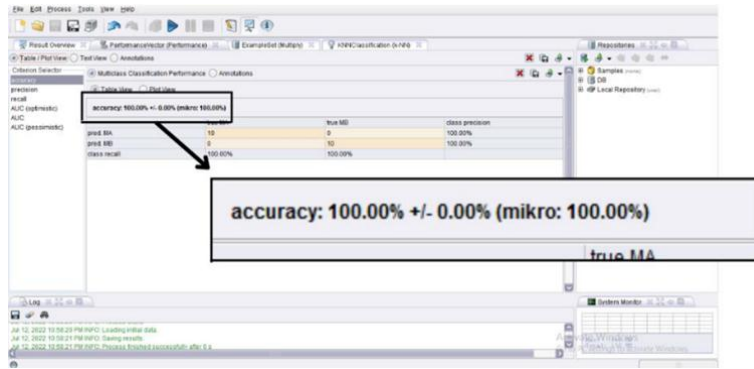 File Edit Process Tools View Help
Result Overview PerformanceVector (Performance) ExampleSet (Multiply) KNNClassification (k-NN) Repositories
Table / Plot View Text View Annotations
Criterion Selector Multiclass Classification Performance Annotations
Samples (none)
accuracy
DB
precision Table View Plot View
Local Repository
recall
AUC (optimistic) accuracy: 100.00% +/- 0.00% (mikro: 100.00%)
AUC
true MA true MB class precision
AUC (pessimistic)
pred. MA 10 0 100.00%
pred. MB 0 10 100.00%
class recall 100.00% 100.00%
accuracy: 100.00% +/- 0.00% (mikro: 100.00%)
true MA
Log System Monitor
Jul 12, 2022 10:58:20 PM INFO: Loading initial data.
Jul 12, 2022 10:58:21 PM INFO: Saving results.
Jul 12, 2022 10:58:21 PM INFO: Process finished successfully after 0 s
Activate Windows